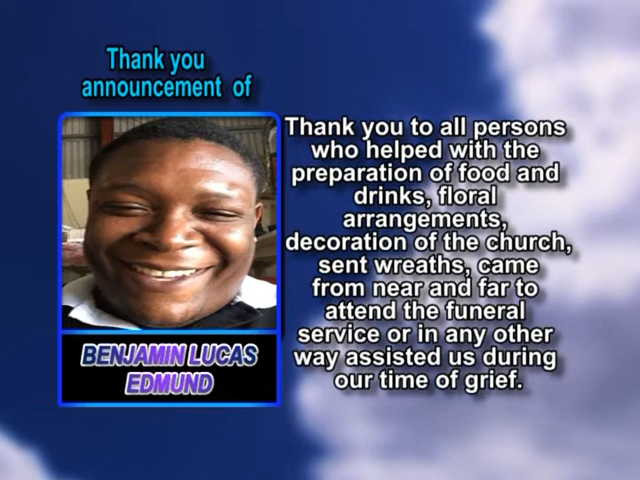 Thank you
announcement of
BENJAMIN LUCAS
EDMUND
Thank you to all persons
who helped with the
preparation of food and
drinks, floral
arrangements,
decoration of the church,
sent wreaths, came
from near and far to
attend the funeral
service or in any other
way assisted us during
our time of grief.